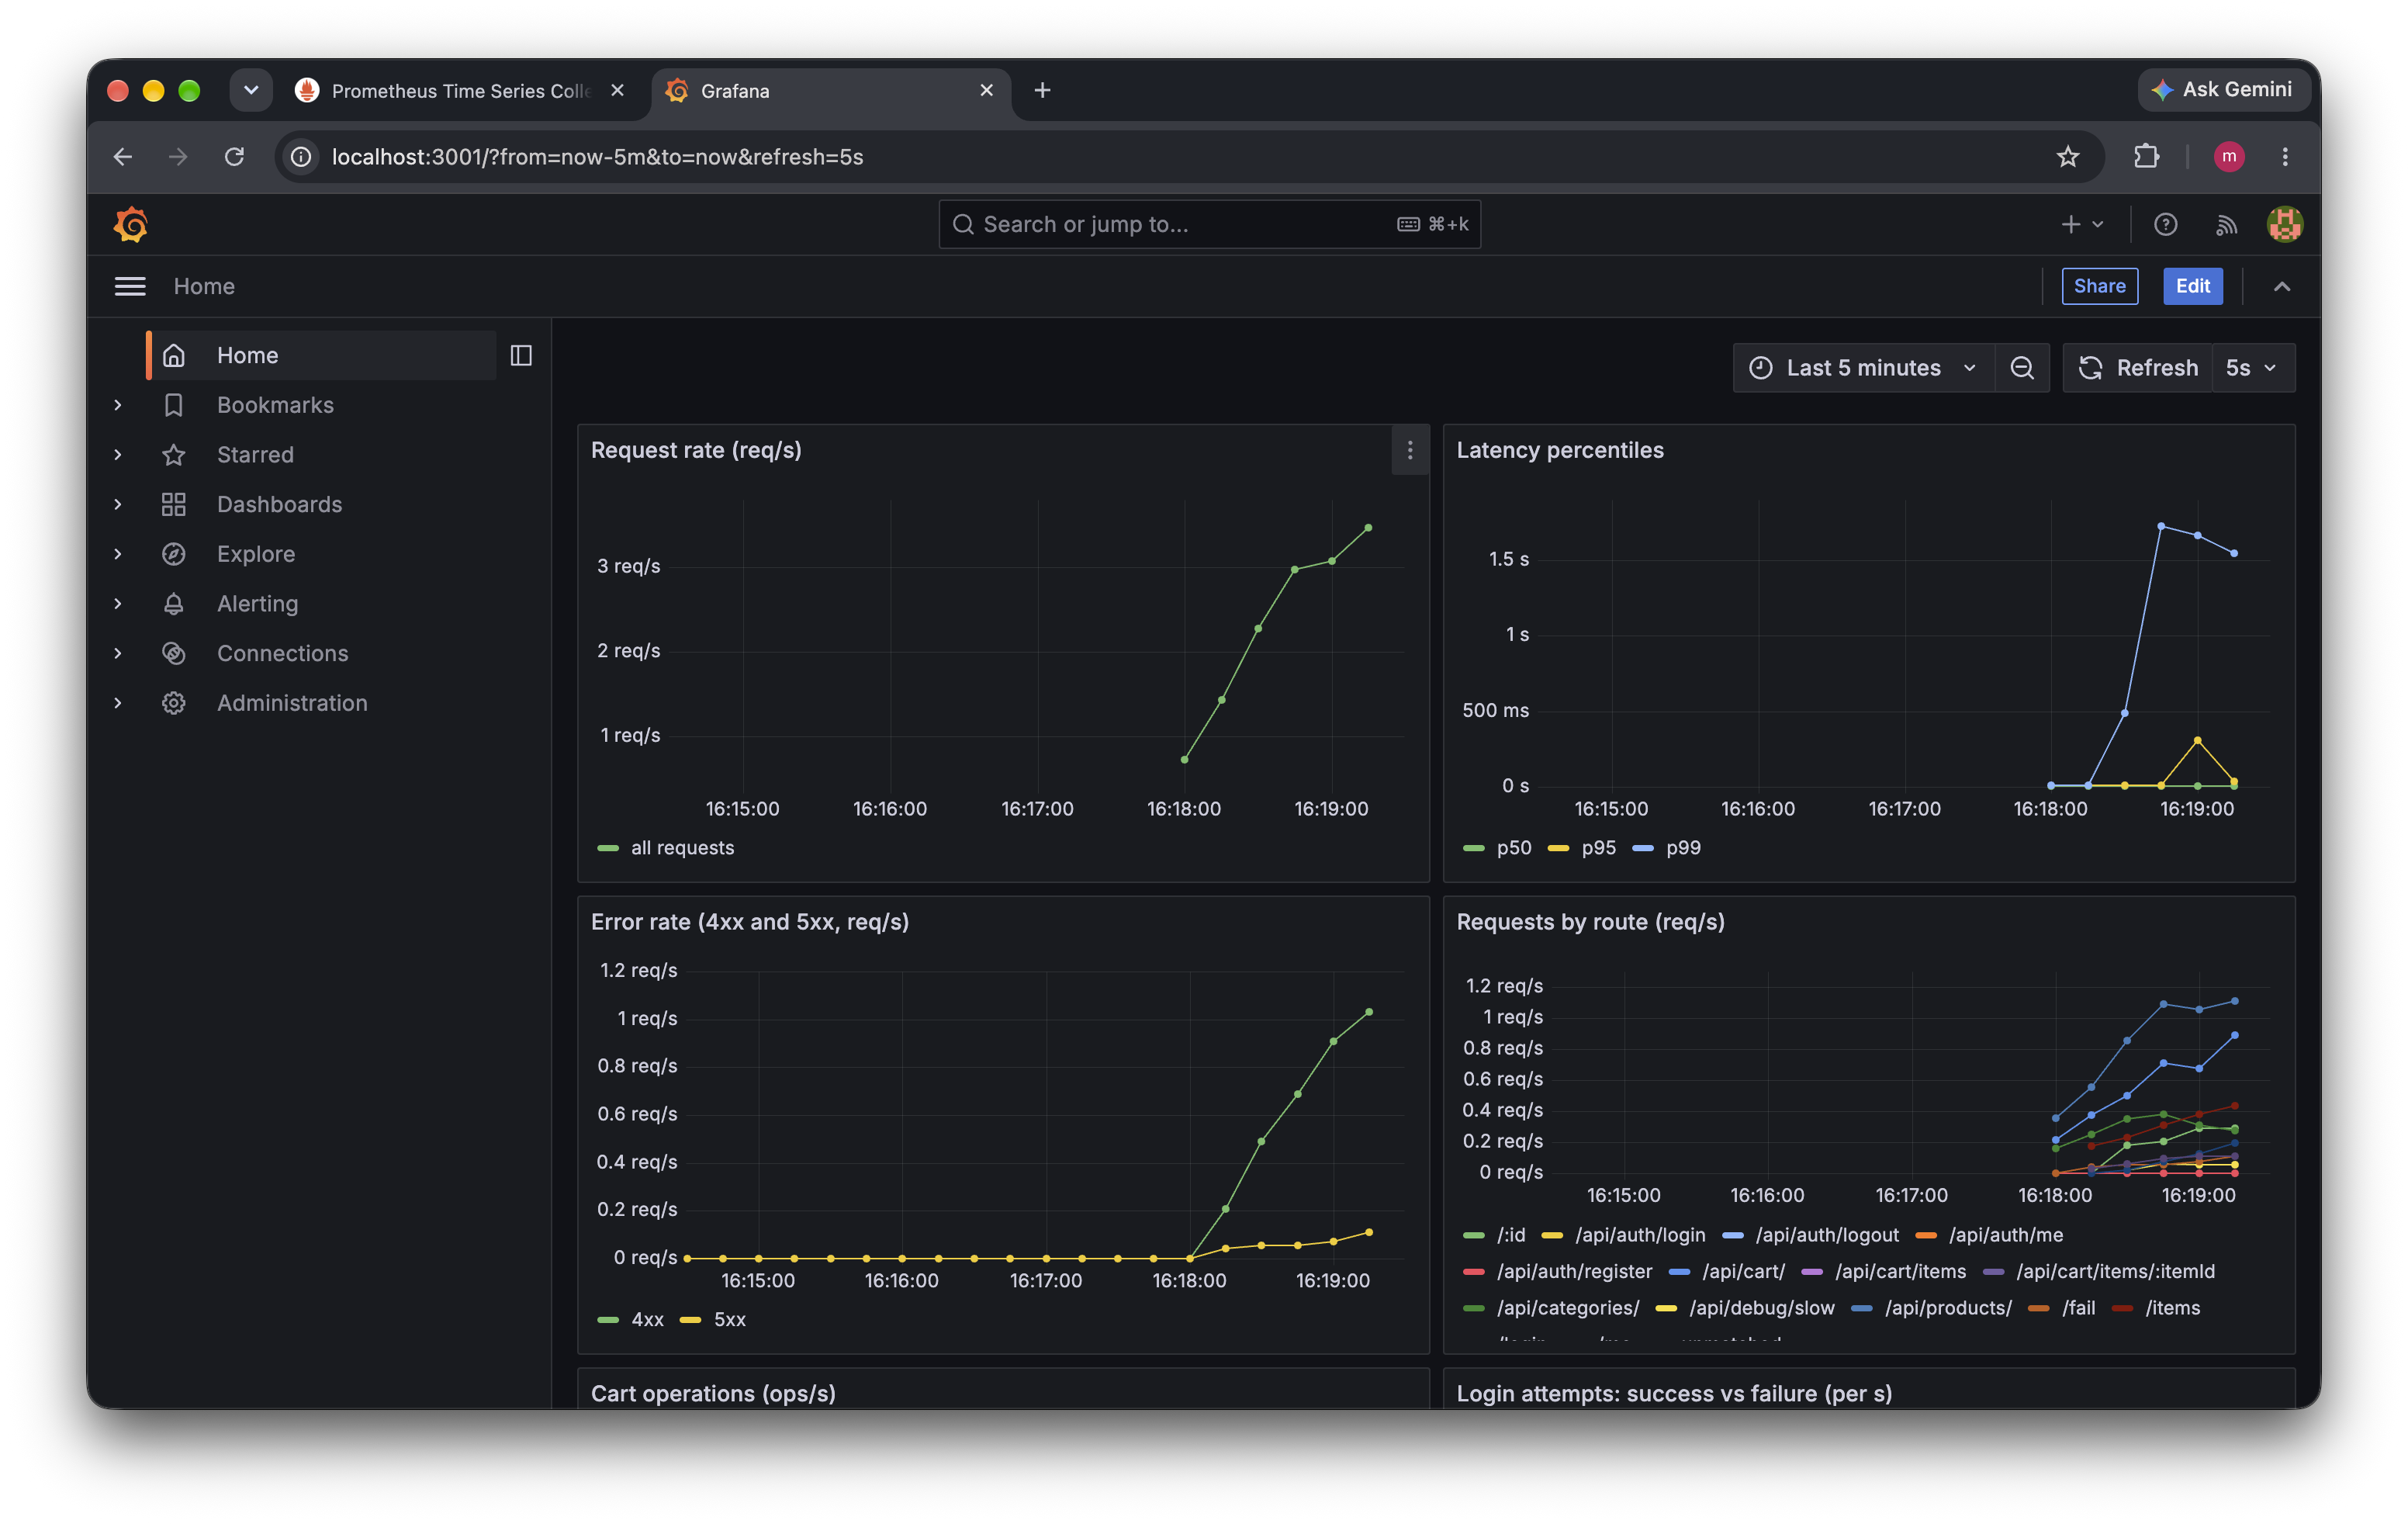 Prometheus Time Series Colle
Grafana
Ask Gemini
localhost:3001/?from=now-5m&to=now&refresh=5s
m
Search or jump to...
⌘+k
Home
Share
Edit
Home
Bookmarks
Starred
Dashboards
Explore
Alerting
Connections
Administration
Last 5 minutes
Refresh
5s
Request rate (req/s)
3 req/s
2 req/s
1 req/s
16:15:00 16:16:00 16:17:00 16:18:00 16:19:00
all requests
Latency percentiles
1.5 s
1 s
500 ms
0 s
16:15:00 16:16:00 16:17:00 16:18:00 16:19:00
p50 p95 p99
Error rate (4xx and 5xx, req/s)
1.2 req/s
1 req/s
0.8 req/s
0.6 req/s
0.4 req/s
0.2 req/s
0 req/s
16:15:00 16:16:00 16:17:00 16:18:00 16:19:00
4xx 5xx
Requests by route (req/s)
1.2 req/s
1 req/s
0.8 req/s
0.6 req/s
0.4 req/s
0.2 req/s
0 req/s
16:15:00 16:16:00 16:17:00 16:18:00 16:19:00
/:id /api/auth/login /api/auth/logout /api/auth/me
/api/auth/register /api/cart/ /api/cart/items /api/cart/items/:itemId
/api/categories/ /api/debug/slow /api/products/ /fail /items
Cart operations (ops/s)
Login attempts: success vs failure (per s)